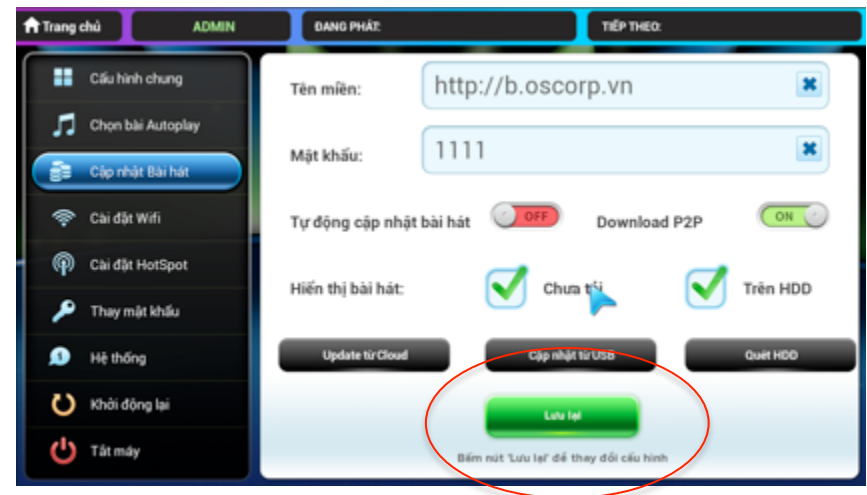 Trang chủ
ADMIN
ĐANG PHÁT:
TIẾP THEO:
Cấu hình chung
Chọn bài Autoplay
Cập nhật Bài hát
Cài đặt Wifi
Cài đặt HotSpot
Thay mật khẩu
Hệ thống
Khởi động lại
Tắt máy
Tên miền: http://b.oscorp.vn
Mật khẩu: 1111
Tự động cập nhật bài hát OFF Download P2P ON
Hiển thị bài hát: Chưa tải Trên HDD
Update từ Cloud Cập nhật từ USB Quét HDD
Lưu lại
Bấm nút 'Lưu lại' để thay đổi cấu hình